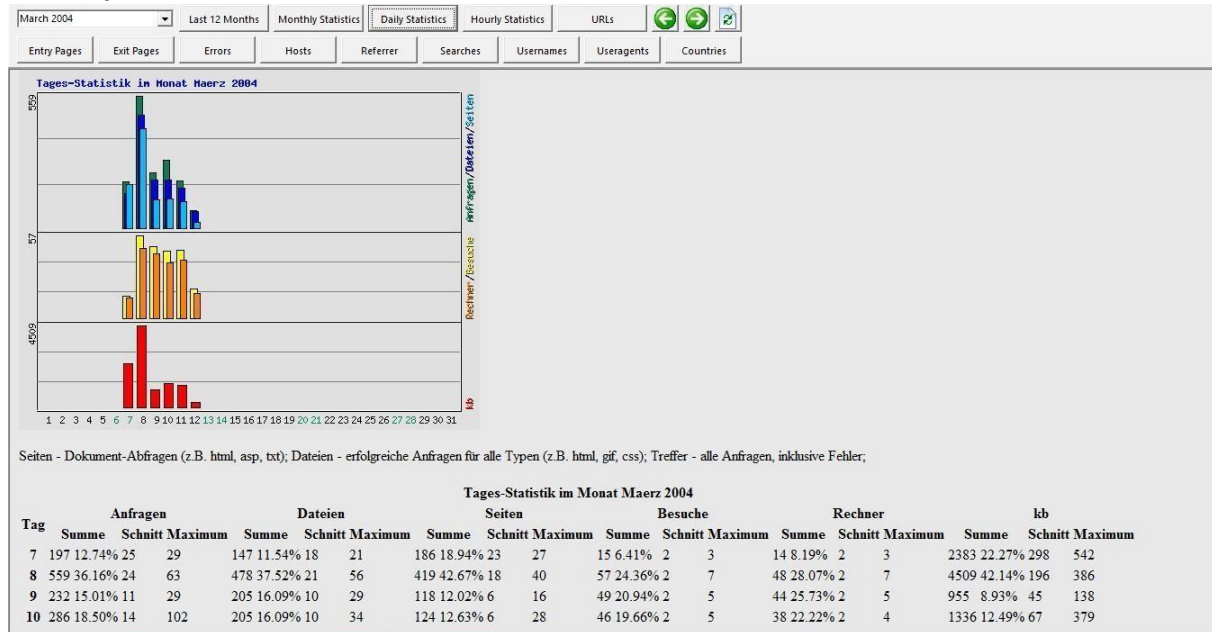 March 2004 Last 12 Months Monthly Statistics Daily Statistics Hourly Statistics URLs
Entry Pages Exit Pages Errors Hosts Referrer Searches Usernames Useragents Countries
Tages-Statistik im Monat Maerz 2004
559
Anfragen/Dateien/Seiten
57
Rechner/Besuche
4509
kb
1 2 3 4 5 6 7 8 9 10 11 12 13 14 15 16 17 18 19 20 21 22 23 24 25 26 27 28 29 30 31
Seiten - Dokument-Abfragen (z.B. html, asp, txt); Dateien - erfolgreiche Anfragen für alle Typen (z.B. html, gif, css); Treffer - alle Anfragen, inklusive Fehler;
Tages-Statistik im Monat Maerz 2004
Tag Anfragen Dateien Seiten Besuche Rechner kb
Summe Schnitt Maximum Summe Schnitt Maximum Summe Schnitt Maximum Summe Schnitt Maximum Summe Schnitt Maximum Summe Schnitt Maximum
7 197 12.74% 25 29 147 11.54% 18 21 186 18.94% 23 27 15 6.41% 2 3 14 8.19% 2 3 2383 22.27% 298 542
8 559 36.16% 24 63 478 37.52% 21 56 419 42.67% 18 40 57 24.36% 2 7 48 28.07% 2 7 4509 42.14% 196 386
9 232 15.01% 11 29 205 16.09% 10 29 118 12.02% 6 16 49 20.94% 2 5 44 25.73% 2 5 955 8.93% 45 138
10 286 18.50% 14 102 205 16.09% 10 34 124 12.63% 6 28 46 19.66% 2 5 38 22.22% 2 4 1336 12.49% 67 379